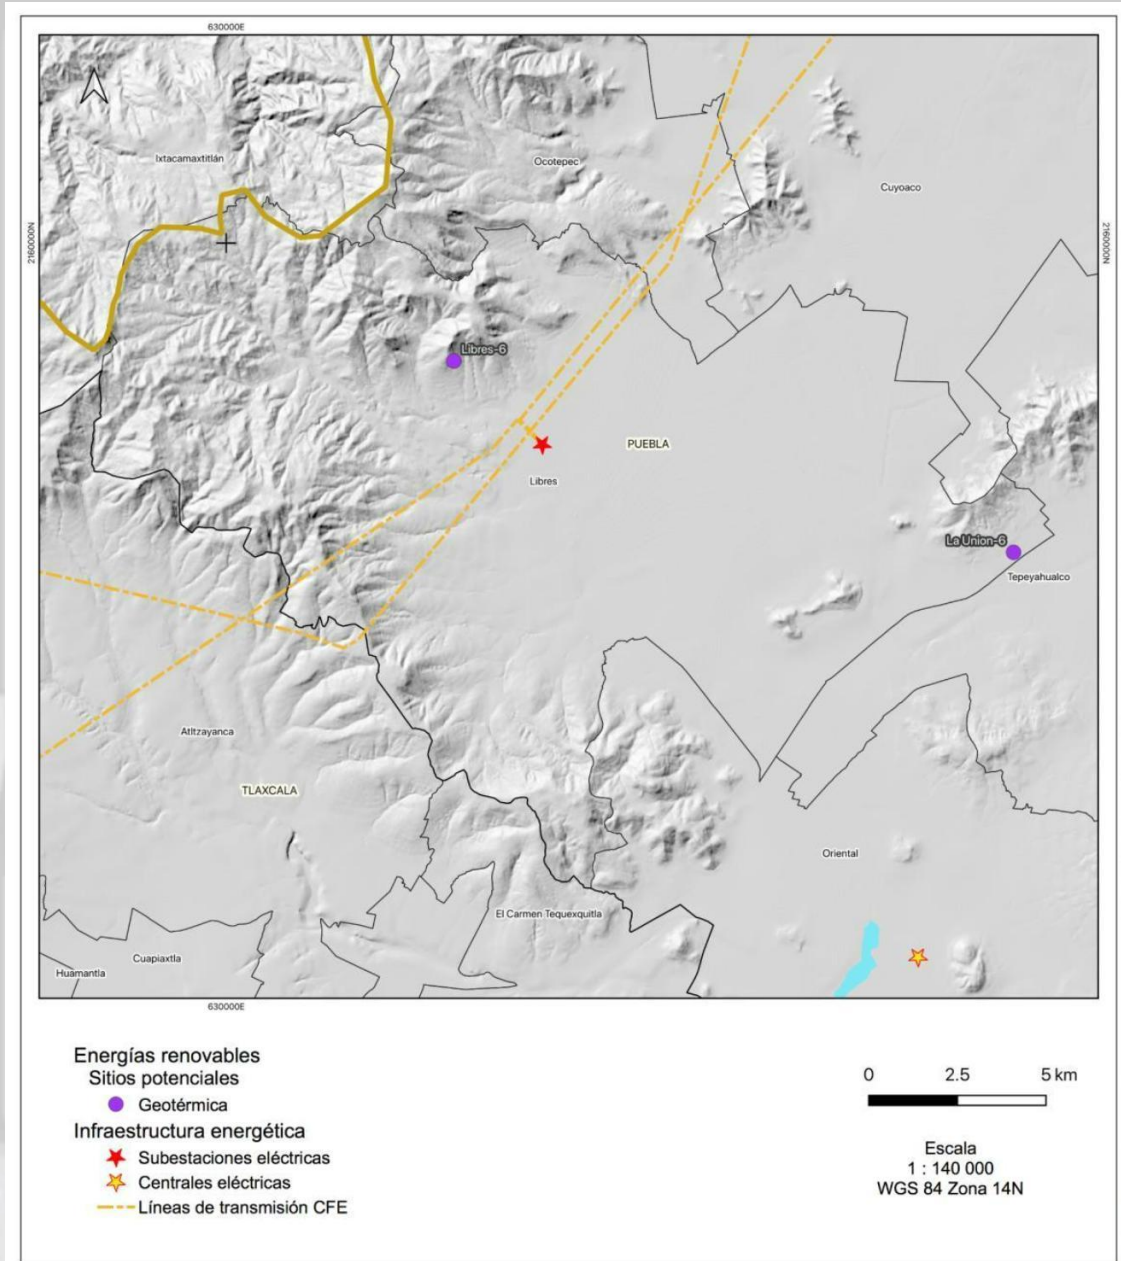 630000E
Ixtacamaxtitlán
Ocotepec
Cuyoaco
2160000N
2160000N
Libres-6
PUEBLA
Libres
La Union-6
Tepeyahualco
Atltzayanca
TLAXCALA
Oriental
El Carmen Tequexquitla
Cuapiaxtla
Huamantla
630000E
Energías renovables
Sitios potenciales
Geotérmica
Infraestructura energética
Subestaciones eléctricas
Centrales eléctricas
Líneas de transmisión CFE
0 2.5 5 km
Escala
1 : 140 000
WGS 84 Zona 14N